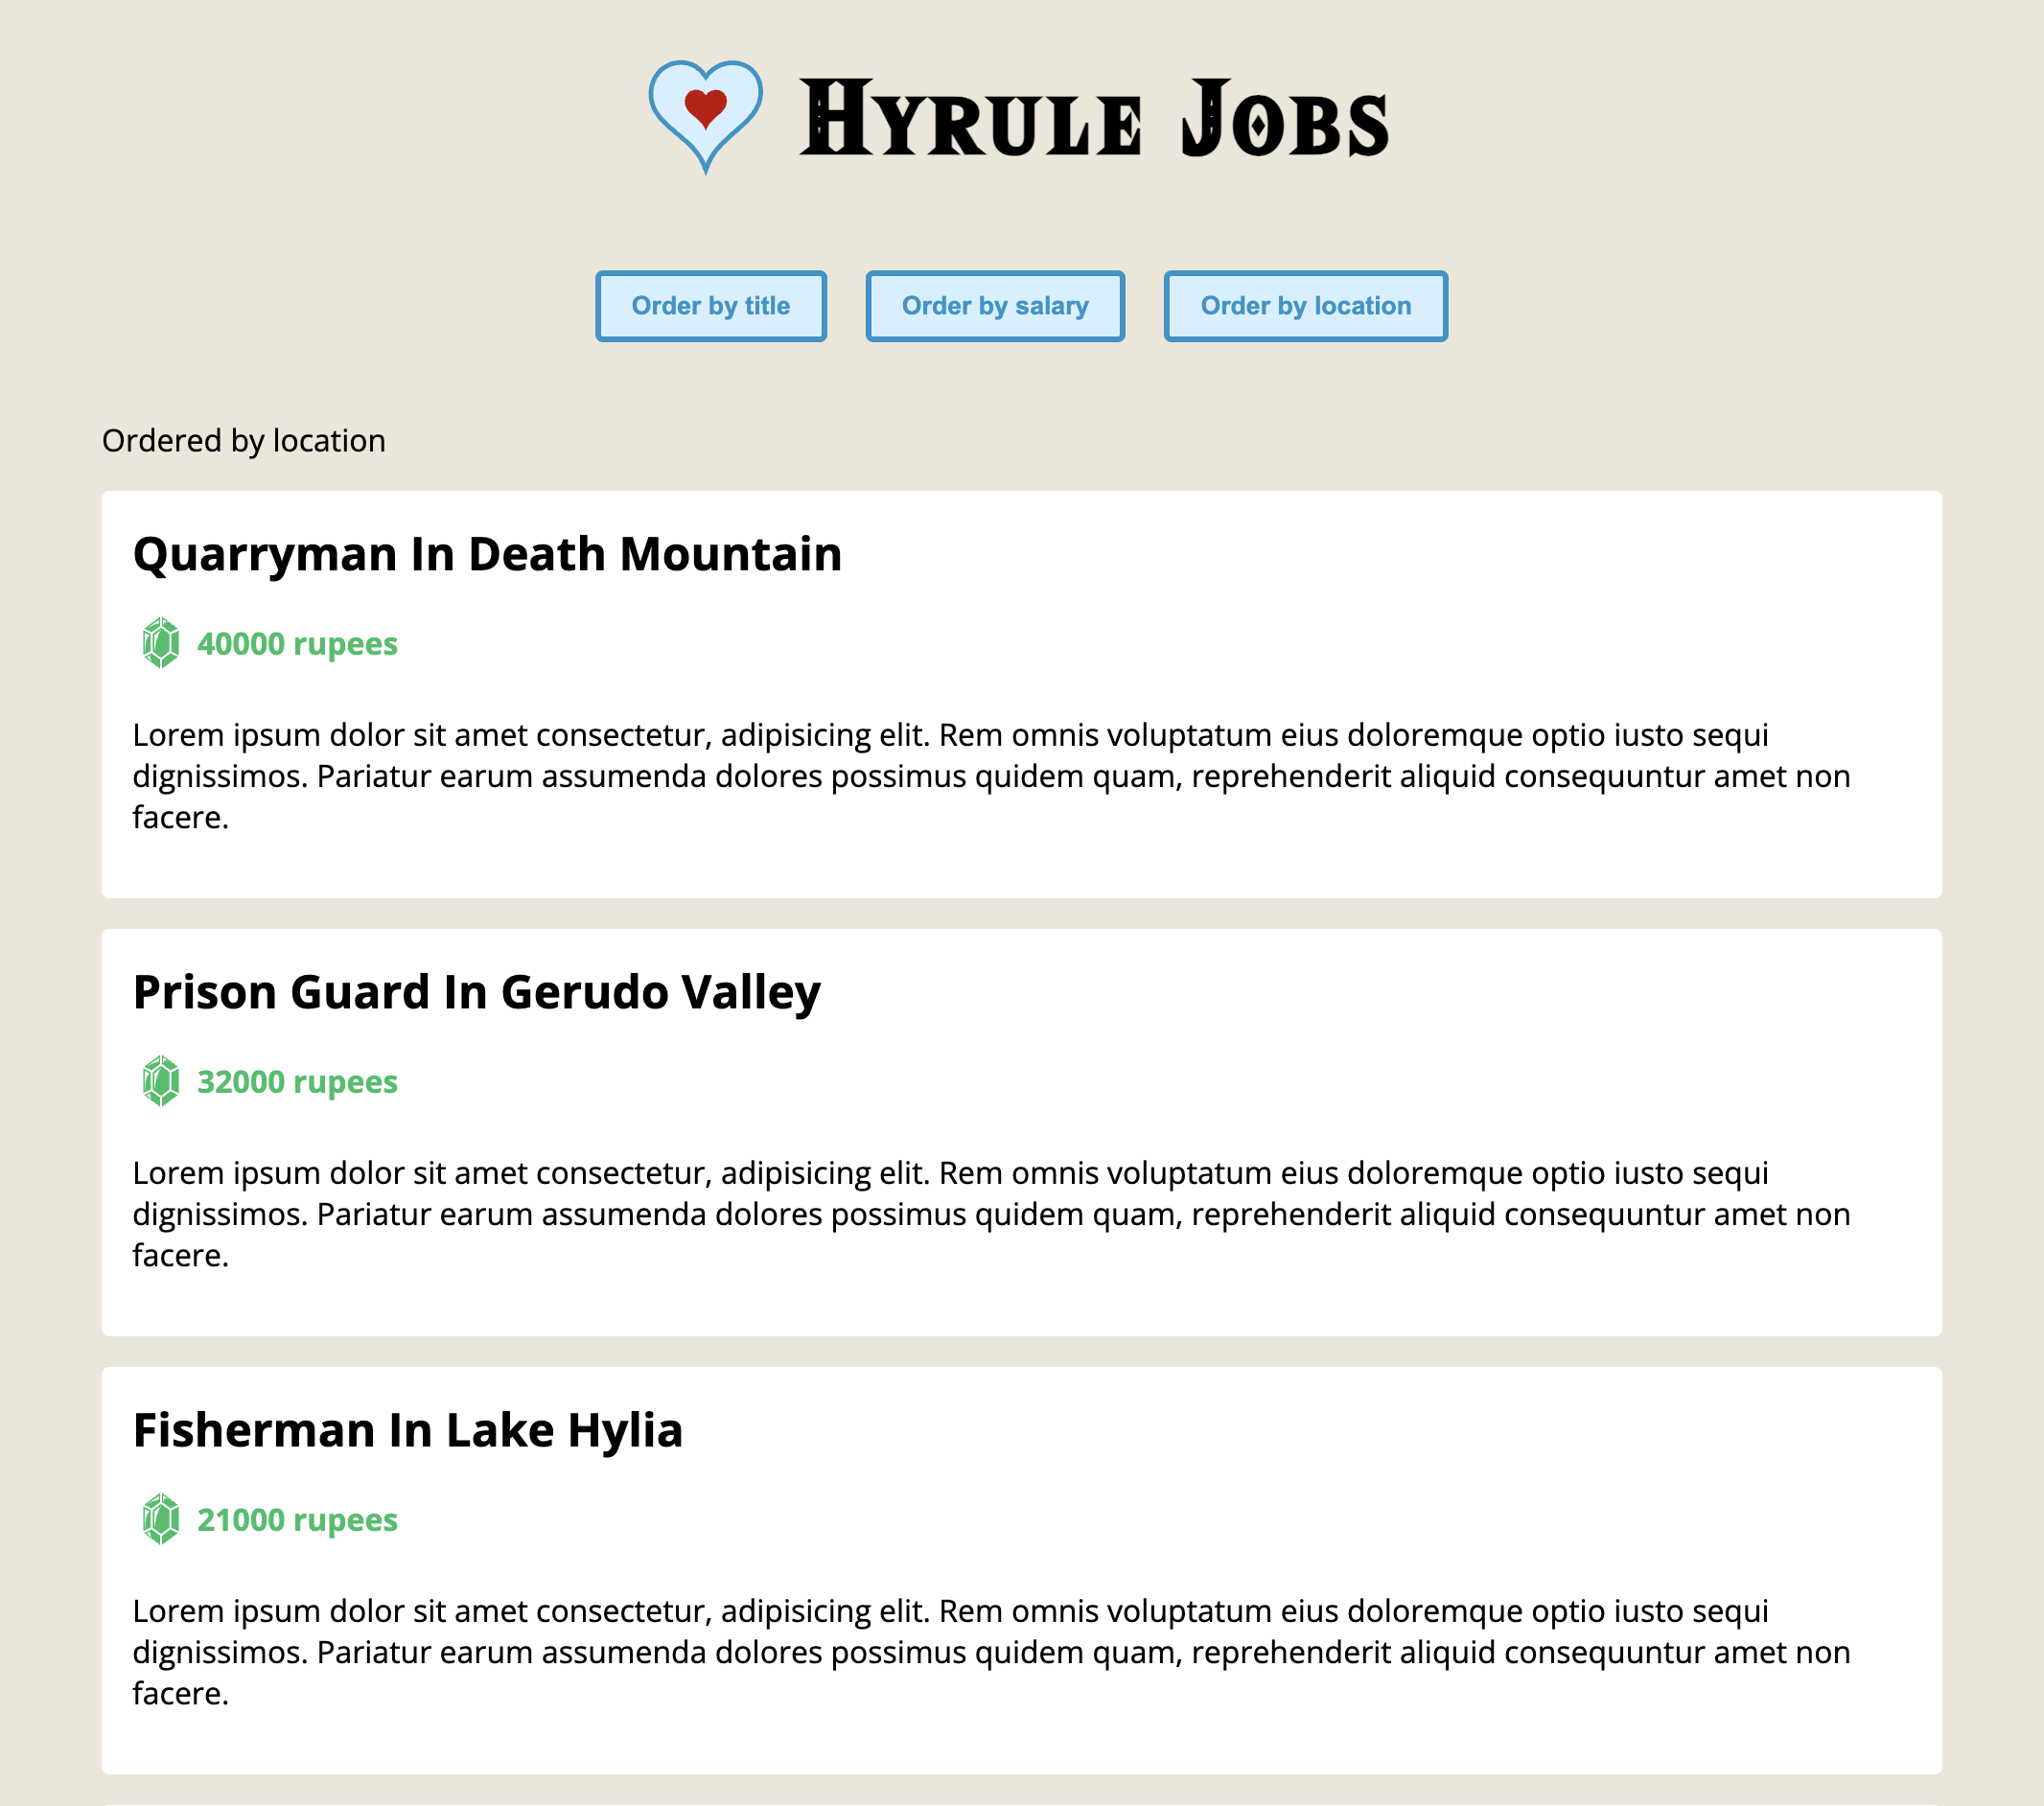 Hyrule Jobs
Order by title
Order by salary
Order by location
Ordered by location
Quarryman In Death Mountain
40000 rupees
Lorem ipsum dolor sit amet consectetur, adipisicing elit. Rem omnis voluptatum eius doloremque optio iusto sequi
dignissimos. Pariatur earum assumenda dolores possimus quidem quam, reprehenderit aliquid consequuntur amet non
facere.
Prison Guard In Gerudo Valley
32000 rupees
Lorem ipsum dolor sit amet consectetur, adipisicing elit. Rem omnis voluptatum eius doloremque optio iusto sequi
dignissimos. Pariatur earum assumenda dolores possimus quidem quam, reprehenderit aliquid consequuntur amet non
facere.
Fisherman In Lake Hylia
21000 rupees
Lorem ipsum dolor sit amet consectetur, adipisicing elit. Rem omnis voluptatum eius doloremque optio iusto sequi
dignissimos. Pariatur earum assumenda dolores possimus quidem quam, reprehenderit aliquid consequuntur amet non
facere.